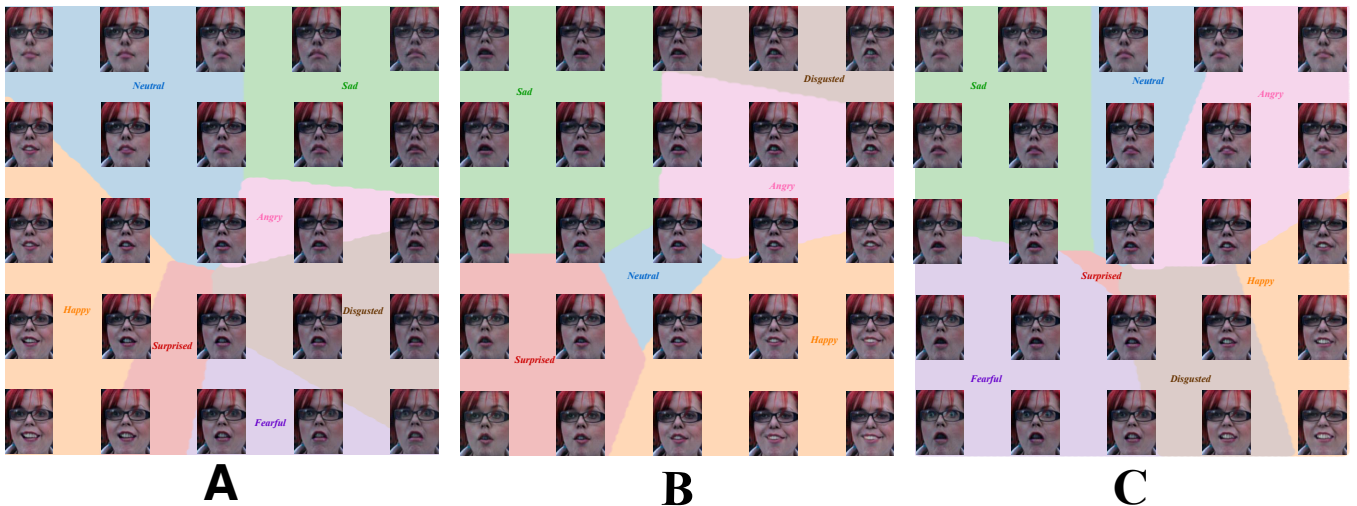 Neutral
Sad
Angry
Happy
Disgusted
Surprised
Fearful
A
Disgusted
Sad
Angry
Neutral
Happy
Surprised
B
Sad
Neutral
Angry
Surprised
Happy
Fearful
Disgusted
C